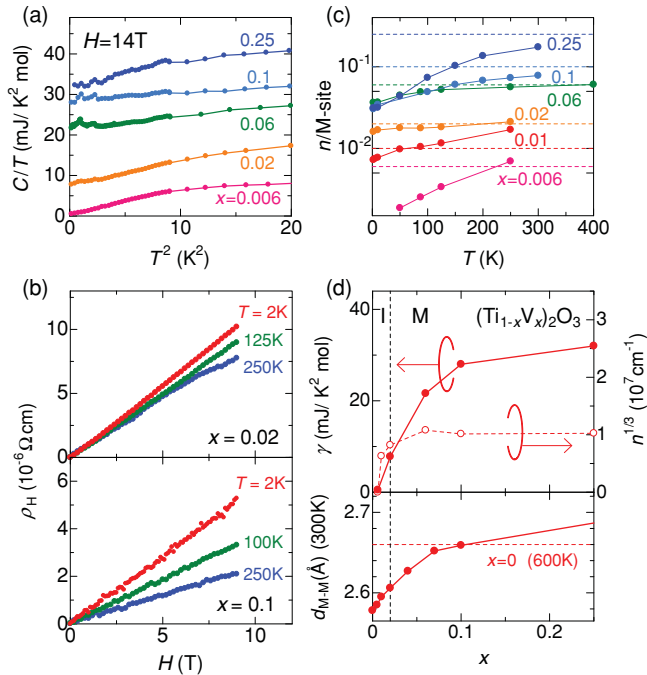 (a)
H=14T
0.25
0.1
0.06
0.02
x=0.006
50
40
30
20
10
0
C/T (mJ/ K² mol)
0
10
20
T² (K²)
(c)
0.25
0.1
0.06
0.02
0.01
x=0.006
10⁻¹
10⁻²
n/M-site
0
100
200
300
400
T (K)
(b)
T = 2K
125K
250K
x = 0.02
10
5
0
T = 2K
100K
250K
x = 0.1
6
4
2
0
ρH (10⁻⁶ Ωcm)
0
5
10
H (T)
(d)
I
M
(Ti₁₋ₓVₓ)₂O₃
40
20
0
γ (mJ/ K² mol)
3
2
1
0
n¹ᐟ³ (10⁷cm⁻¹)
x=0 (600K)
2.7
2.6
dM-M(Å) (300K)
0
0.1
0.2
x